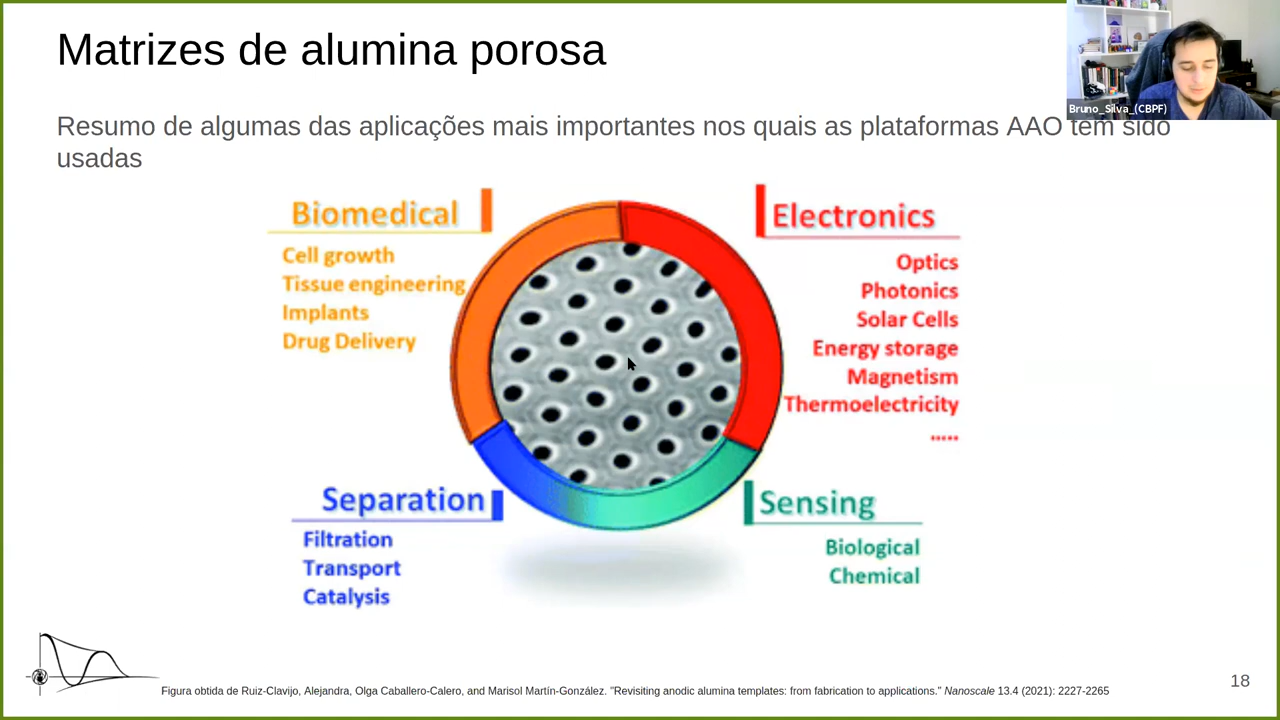 Matrizes de alumina porosa
Bruno_Silva_(CBPF)
Resumo de algumas das aplicações mais importantes nos quais as plataformas AAO têm sido
usadas
Biomedical
Cell growth
Tissue engineering
Implants
Drug Delivery
Electronics
Optics
Photonics
Solar Cells
Energy storage
Magnetism
Thermoelectricity
.....
Separation
Filtration
Transport
Catalysis
Sensing
Biological
Chemical
Figura obtida de Ruiz-Clavijo, Alejandra, Olga Caballero-Calero, and Marisol Martín-González. "Revisiting anodic alumina templates: from fabrication to applications." Nanoscale 13.4 (2021): 2227-2265
18